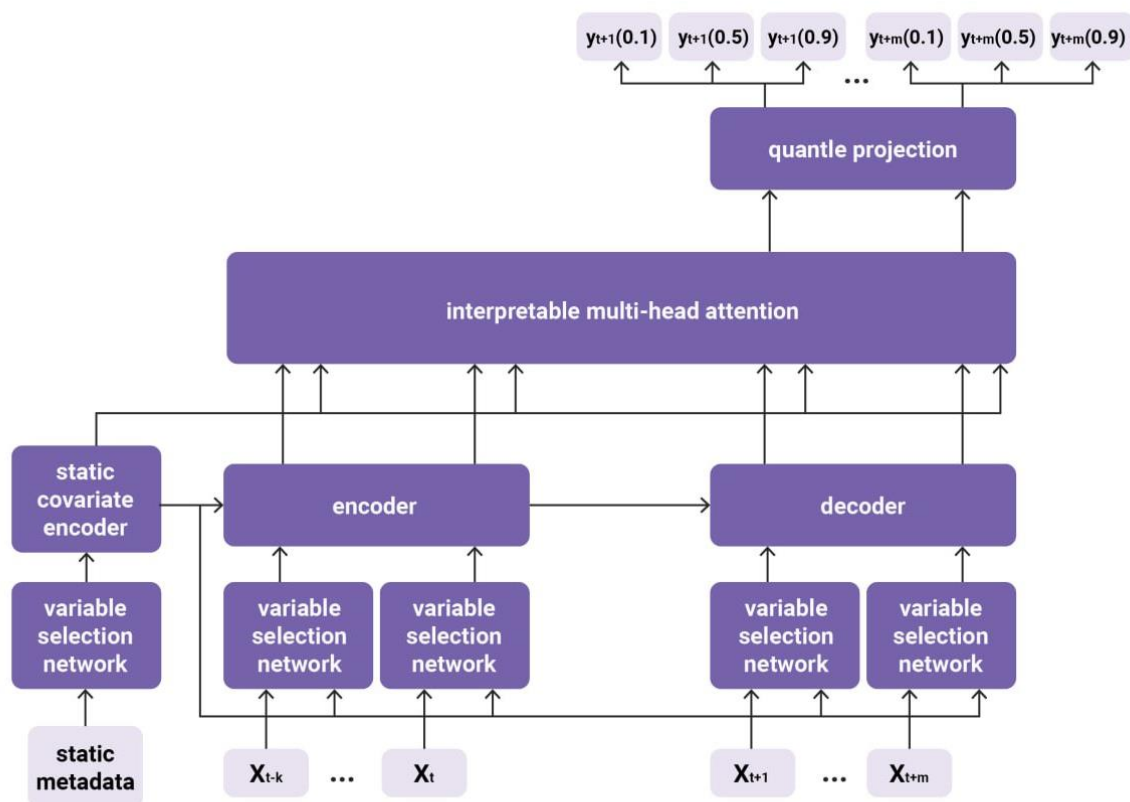 yt+1(0.1) yt+1(0.5) yt+1(0.9) ... yt+m(0.1) yt+m(0.5) yt+m(0.9)
quantle projection
interpretable multi-head attention
static
covariate
encoder
encoder
decoder
variable
selection
network
variable
selection
network
variable
selection
network
variable
selection
network
variable
selection
network
static
metadata
Xt-k ... Xt
Xt+1 ... Xt+m